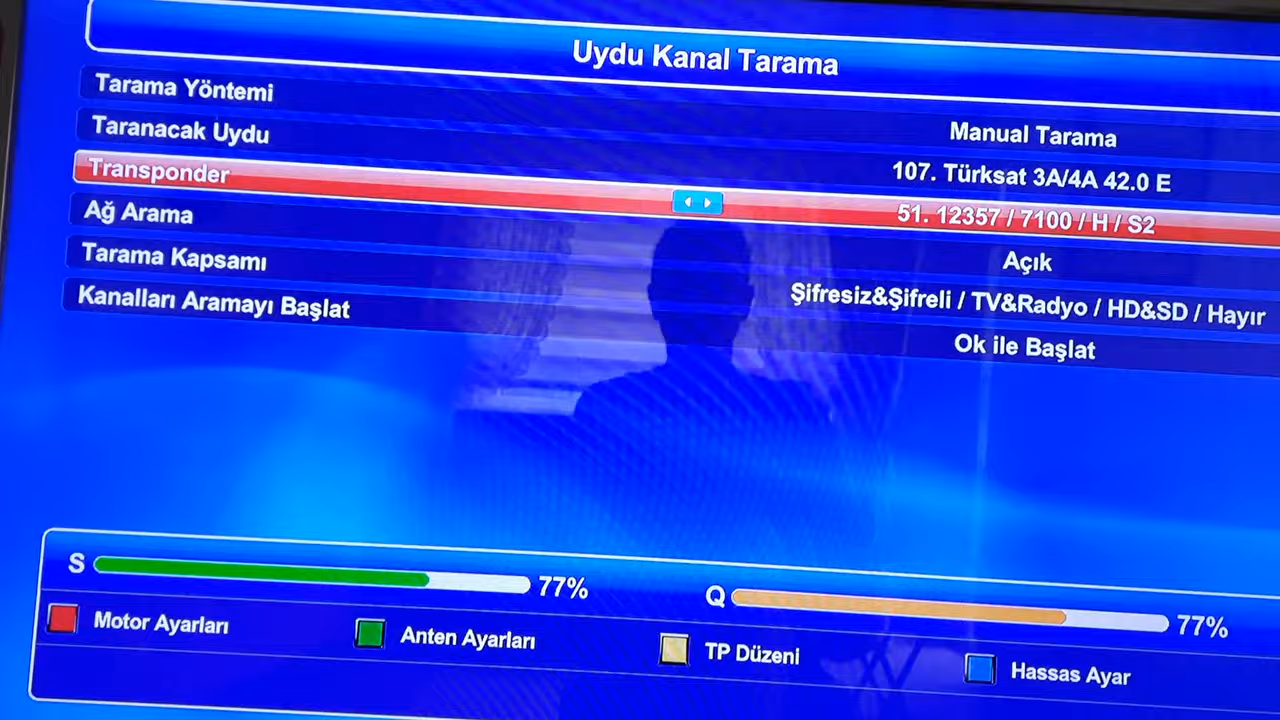 Uydu Kanal Tarama
Tarama Yöntemi Manual Tarama
Taranacak Uydu 107. Türksat 3A/4A 42.0 E
Transponder 51. 12357 / 7100 / H / S2
Ağ Arama Açık
Tarama Kapsamı Şifresiz&Şifreli / TV&Radyo / HD&SD / Hayır
Kanalları Aramayı Başlat Ok ile Başlat
S 77% Q 77%
Motor Ayarları Anten Ayarları TP Düzeni Hassas Ayar